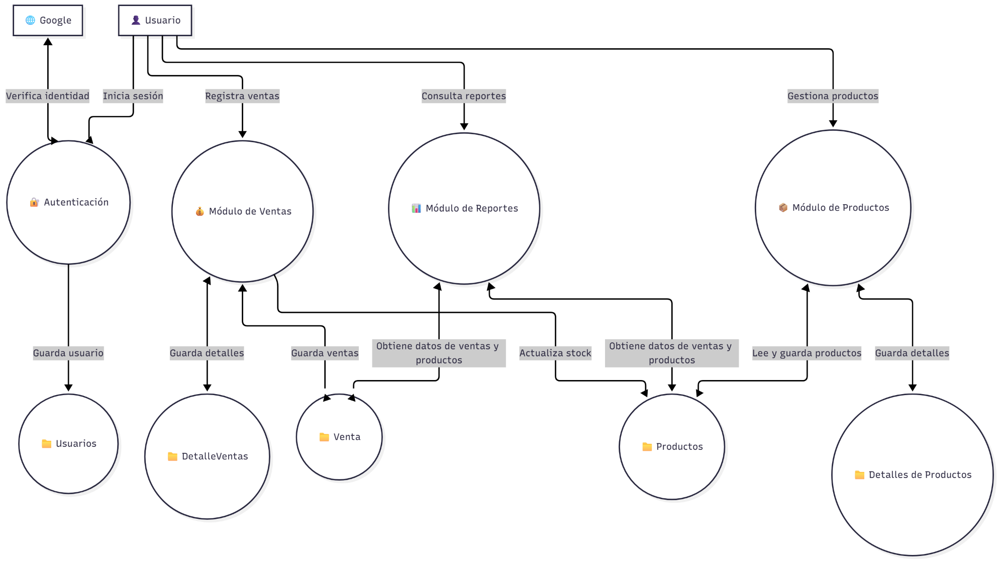 Google
Usuario
Verifica identidad
Inicia sesión
Registra ventas
Consulta reportes
Gestiona productos
Autenticación
Módulo de Ventas
Módulo de Reportes
Módulo de Productos
Guarda usuario
Guarda detalles
Guarda ventas
Obtiene datos de ventas y
productos
Actualiza stock
Obtiene datos de ventas y
productos
Lee y guarda productos
Guarda detalles
Usuarios
DetalleVentas
Venta
Productos
Detalles de Productos